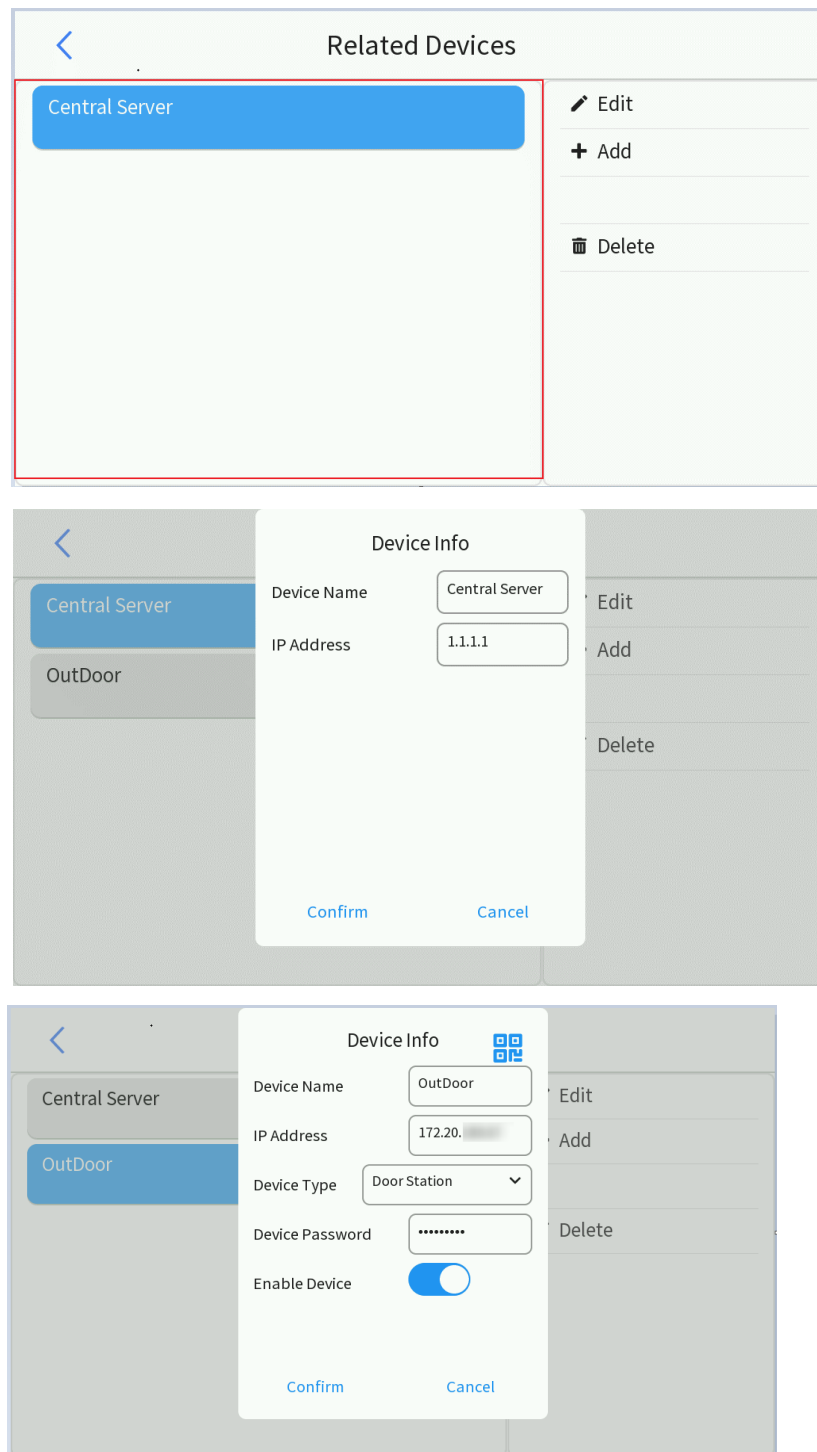 Related Devices
Central Server
Edit
Add
Delete
Device Info
Central Server
OutDoor
Device Name
Central Server
IP Address
1.1.1.1
Edit
Add
Delete
Confirm
Cancel
Device Info
Central Server
OutDoor
Device Name
OutDoor
IP Address
172.20.
Device Type
Door Station
Device Password
•••••••••
Enable Device
Edit
Add
Delete
Confirm
Cancel